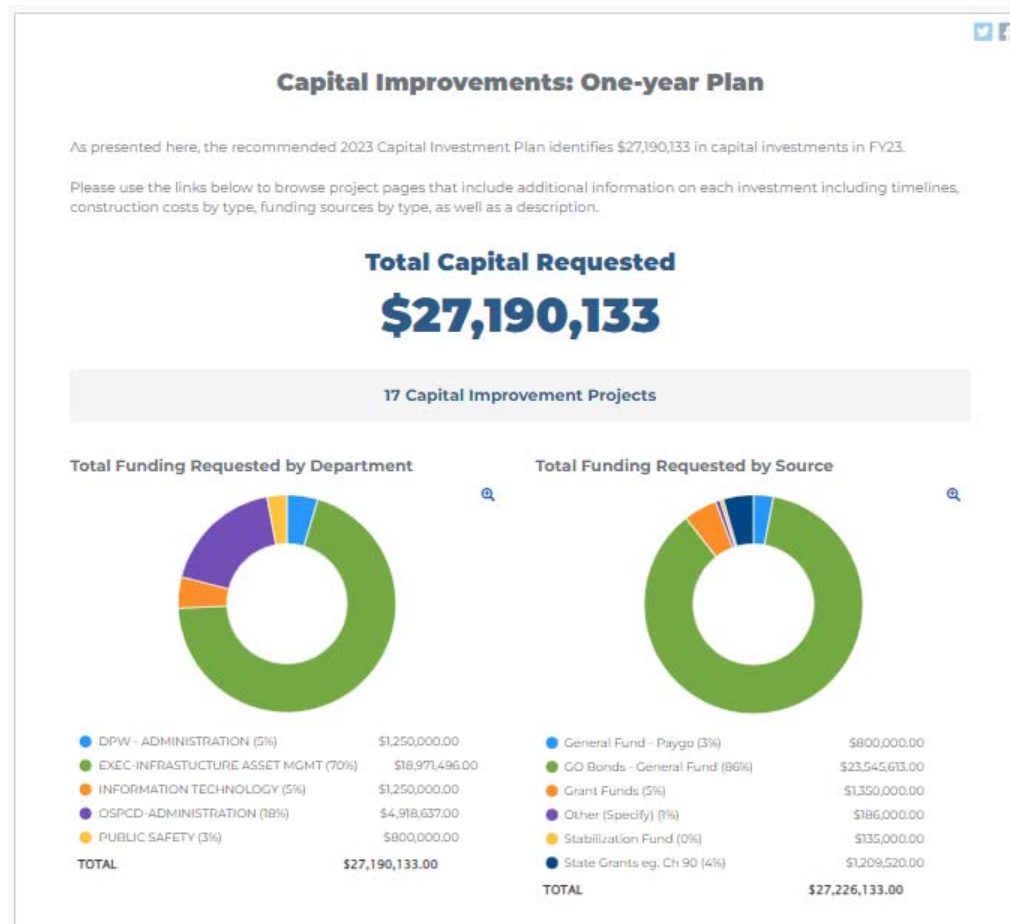 Capital Improvements: One-year Plan
As presented here, the recommended 2023 Capital Investment Plan identifies $27,190,133 in capital investments in FY23.
Please use the links below to browse project pages that include additional information on each investment including timelines,
construction costs by type, funding sources by type, as well as a description.
Total Capital Requested
$27,190,133
17 Capital Improvement Projects
Total Funding Requested by Department
DPW - ADMINISTRATION (5%) $1,250,000.00
EXEC-INFRASTUCTURE ASSET MGMT (70%) $18,971,496.00
INFORMATION TECHNOLOGY (5%) $1,250,000.00
OSPCD-ADMINISTRATION (18%) $4,918,637.00
PUBLIC SAFETY (3%) $800,000.00
TOTAL $27,190,133.00
Total Funding Requested by Source
General Fund - Paygo (3%) $800,000.00
GO Bonds - General Fund (86%) $23,545,613.00
Grant Funds (5%) $1,350,000.00
Other (Specify) (1%) $186,000.00
Stabilization Fund (0%) $135,000.00
State Grants eg. Ch 90 (4%) $1,209,520.00
TOTAL $27,226,133.00